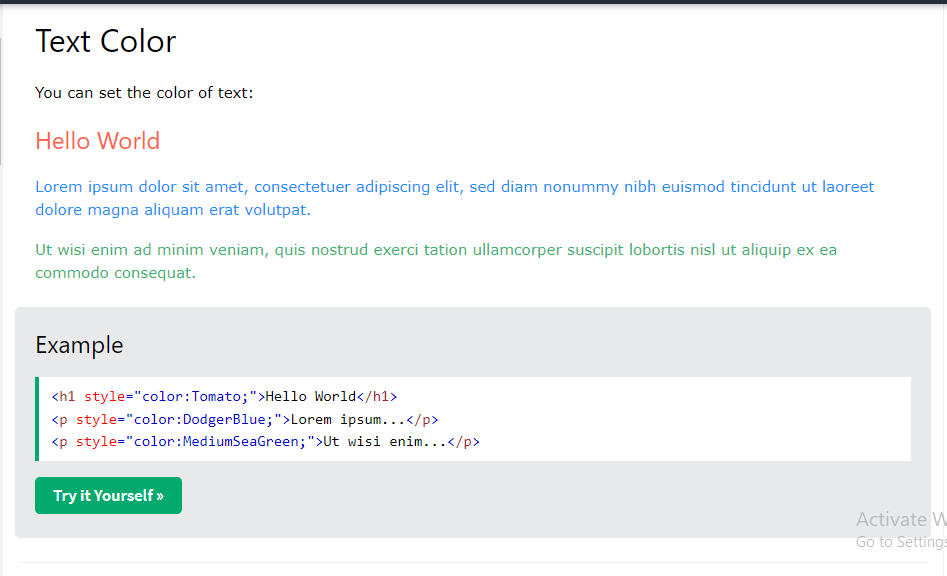 Text Color
You can set the color of text:
Hello World
Lorem ipsum dolor sit amet, consectetuer adipiscing elit, sed diam nonummy nibh euismod tincidunt ut laoreet
dolore magna aliquam erat volutpat.
Ut wisi enim ad minim veniam, quis nostrud exerci tation ullamcorper suscipit lobortis nisl ut aliquip ex ea
commodo consequat.
Example
<h1 style="color:Tomato;">Hello World</h1>
<p style="color:DodgerBlue;">Lorem ipsum...</p>
<p style="color:MediumSeaGreen;">Ut wisi enim...</p>
Try it Yourself »
Activate W
Go to Settings